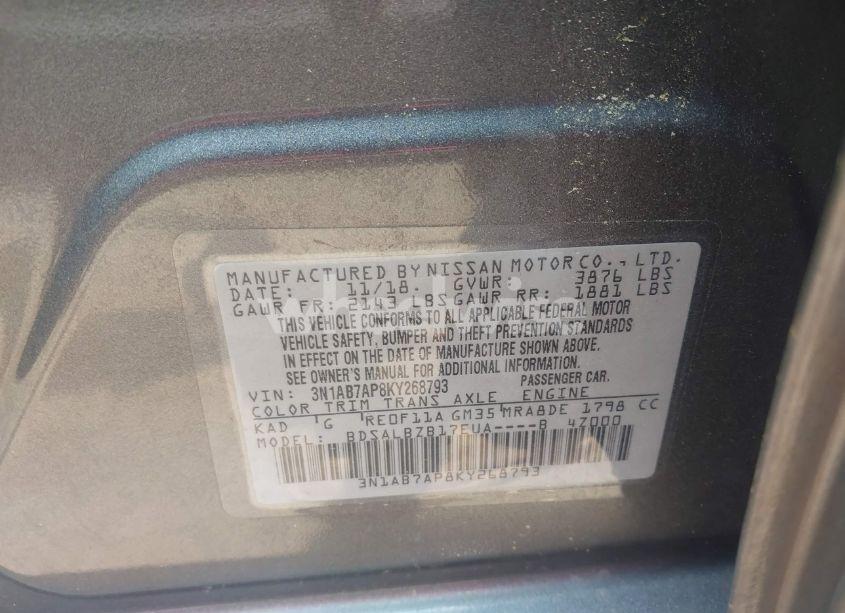 MANUFACTURED BY NISSAN MOTOR CO., LTD.
DATE: 11/18. GVWR: 3876 LBS
GAWR FR: 2143 LBS GAWR RR: 1881 LBS
THIS VEHICLE CONFORMS TO ALL APPLICABLE FEDERAL MOTOR
VEHICLE SAFETY, BUMPER AND THEFT PREVENTION STANDARDS
IN EFFECT ON THE DATE OF MANUFACTURE SHOWN ABOVE.
SEE OWNER'S MANUAL FOR ADDITIONAL INFORMATION.
VIN: 3N1AB7AP8KY268793 PASSENGER CAR.
COLOR TRIM TRANS AXLE ENGINE
KAD G RE0F11A GM35 MRA8DE 1798 CC
MODEL: BDSALBZB17EUA----B 4Z000
3N1AB7AP8KY268793